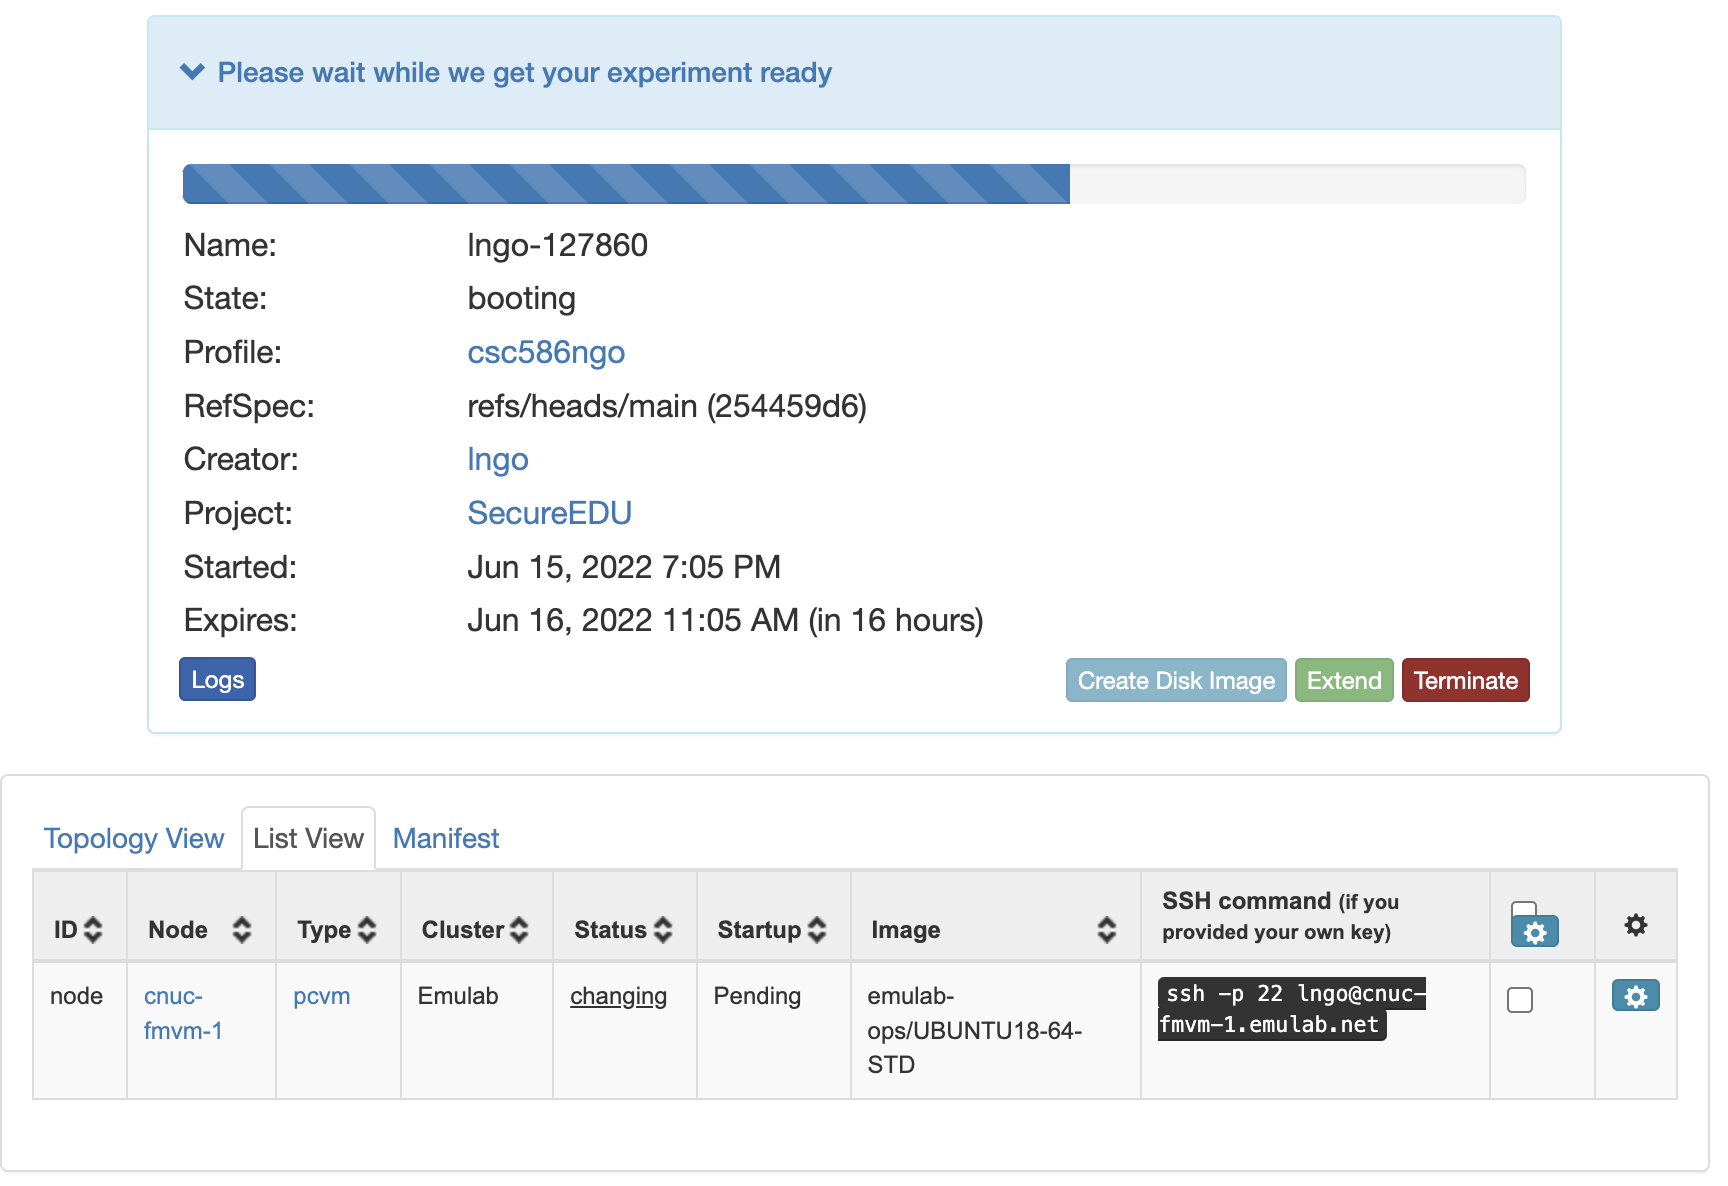 Please wait while we get your experiment ready
Name: lngo-127860
State: booting
Profile: csc586ngo
RefSpec: refs/heads/main (254459d6)
Creator: lngo
Project: SecureEDU
Started: Jun 15, 2022 7:05 PM
Expires: Jun 16, 2022 11:05 AM (in 16 hours)
Logs Create Disk Image Extend Terminate
Topology View List View Manifest
ID Node Type Cluster Status Startup Image SSH command (if you
provided your own key)
node cnuc- pcvm Emulab changing Pending emulab- ssh -p 22 lngo@cnuc-
fmvm-1 ops/UBUNTU18-64- fmvm-1.emulab.net
STD